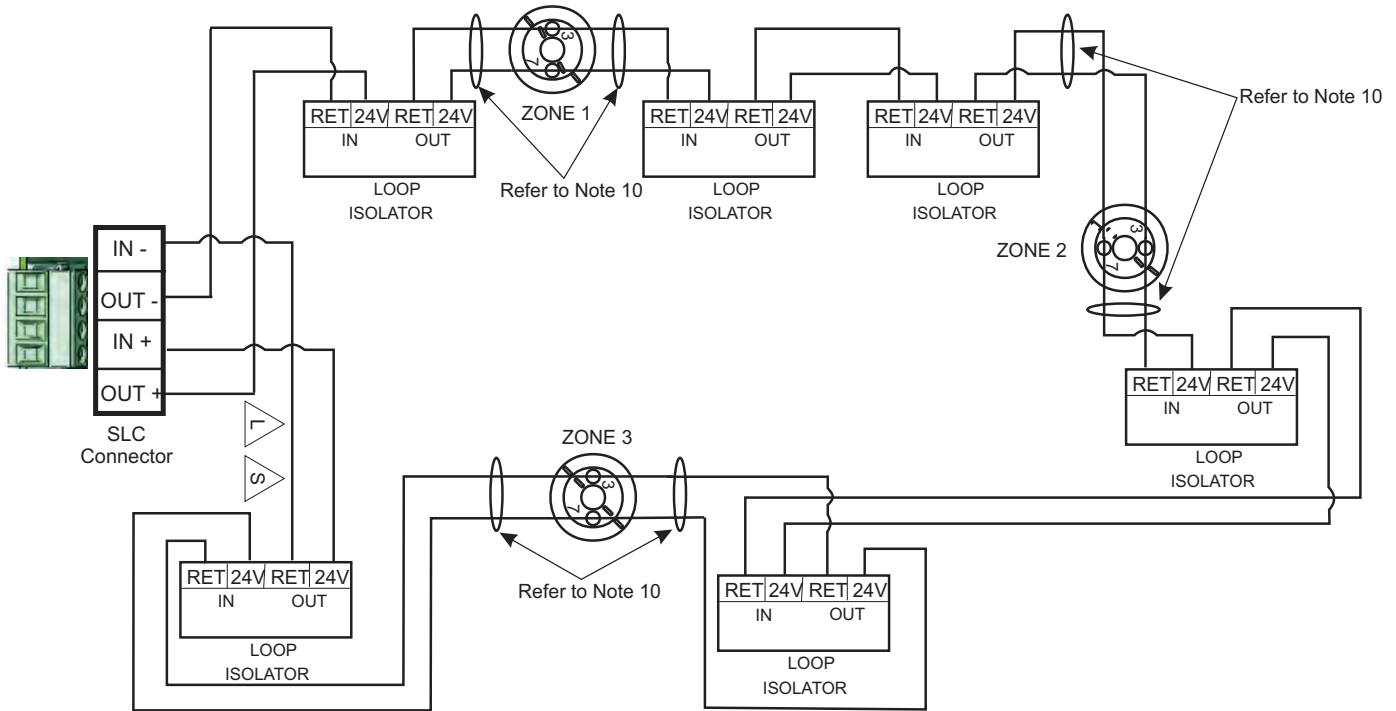 3
7
ZONE 1
RET 24V RET 24V
IN OUT
LOOP
ISOLATOR
Refer to Note 10
RET 24V RET 24V
IN OUT
LOOP
ISOLATOR
RET 24V RET 24V
IN OUT
LOOP
ISOLATOR
Refer to Note 10
ZONE 2
3
7
IN -
OUT -
IN +
OUT +
SLC
Connector
L
S
RET 24V RET 24V
IN OUT
LOOP
ISOLATOR
ZONE 3
3
7
Refer to Note 10
RET 24V RET 24V
IN OUT
LOOP
ISOLATOR
RET 24V RET 24V
IN OUT
LOOP
ISOLATOR